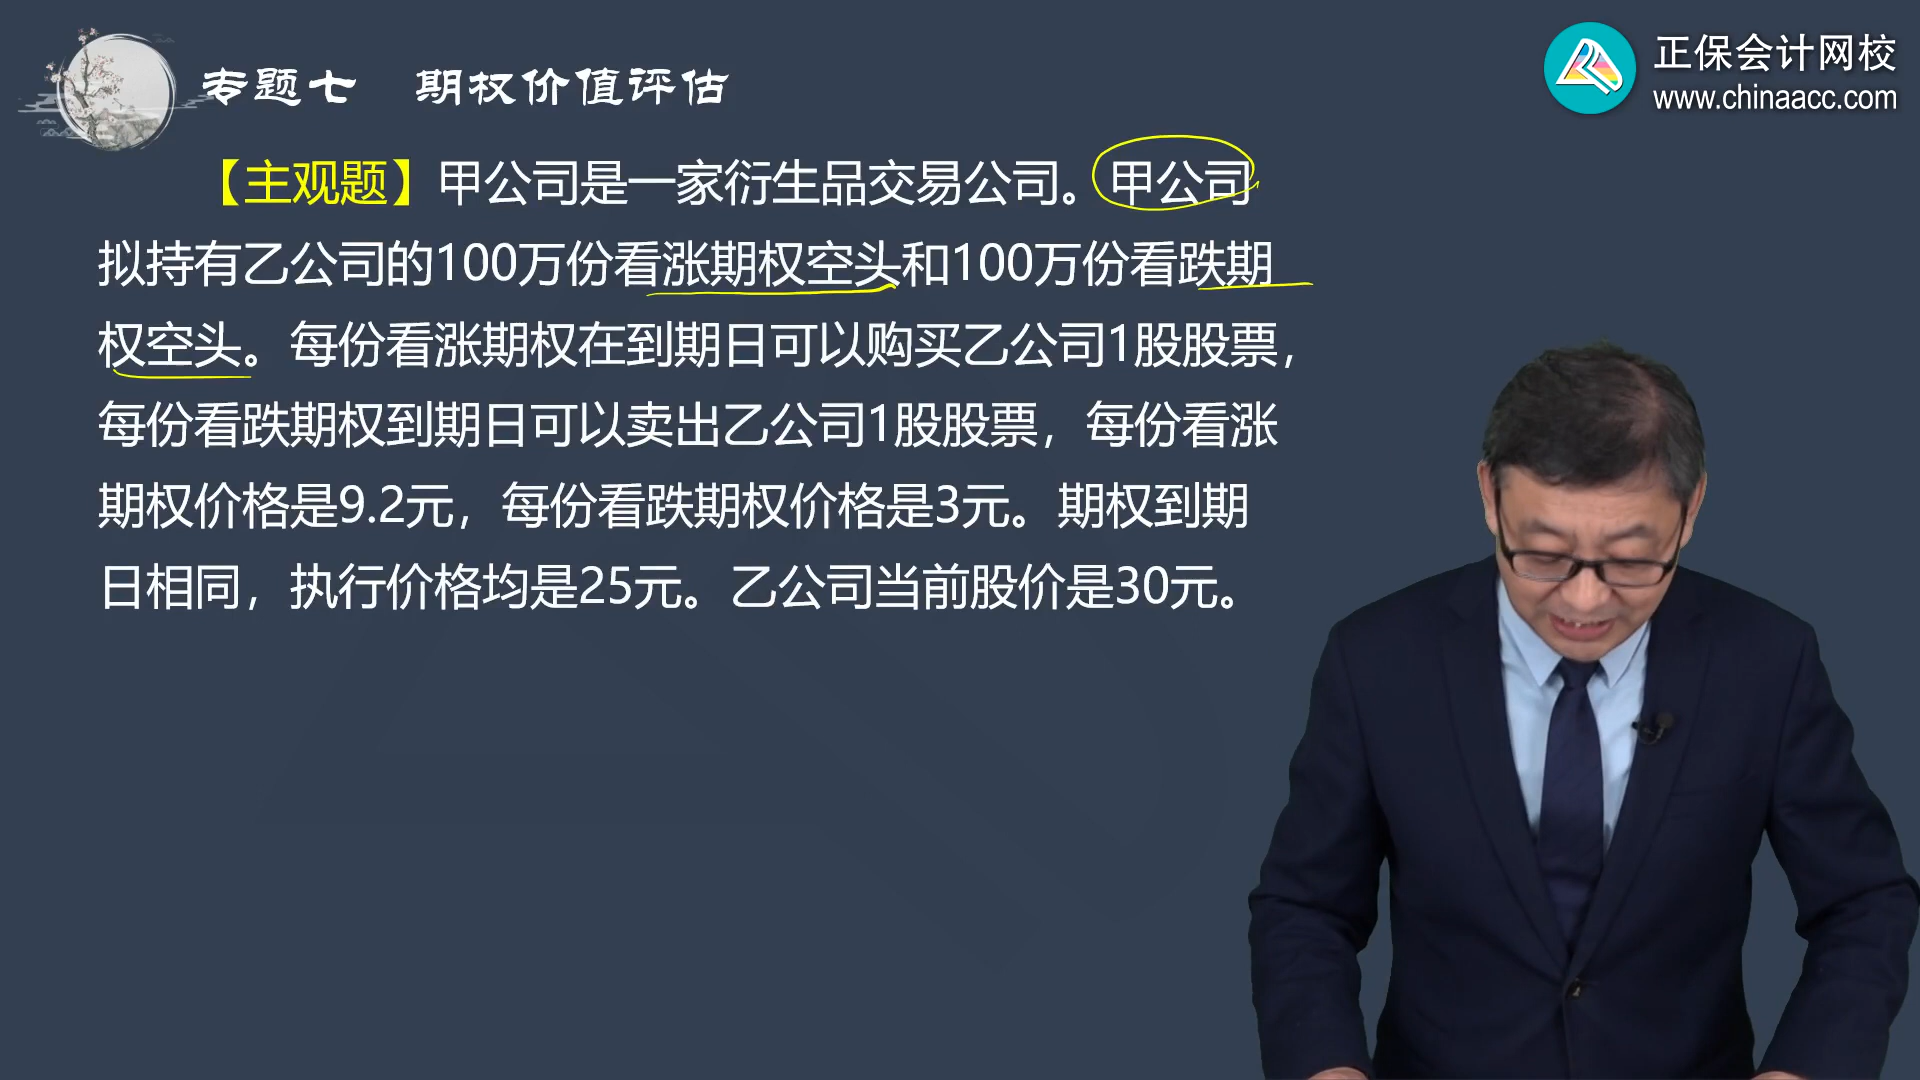 正保会计网校
www.chinaacc.com
专题七 期权价值评估
【主观题】甲公司是一家衍生品交易公司。甲公司
拟持有乙公司的100万份看涨期权空头和100万份看跌期
权空头。每份看涨期权在到期日可以购买乙公司1股股票，
每份看跌期权到期日可以卖出乙公司1股股票，每份看涨
期权价格是9.2元，每份看跌期权价格是3元。期权到期
日相同，执行价格均是25元。乙公司当前股价是30元。